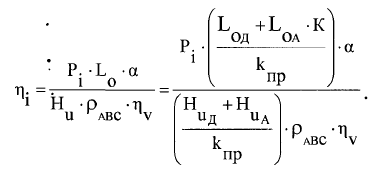 η_i = (P_i · L_o · α) / (H_u · ρ_АВС · η_v) = (P_i · ((L_ОД + L_ОА · К) / k_пр) · α) / (((H_uД + H_uА) / k_пр) · ρ_АВС · η_v).